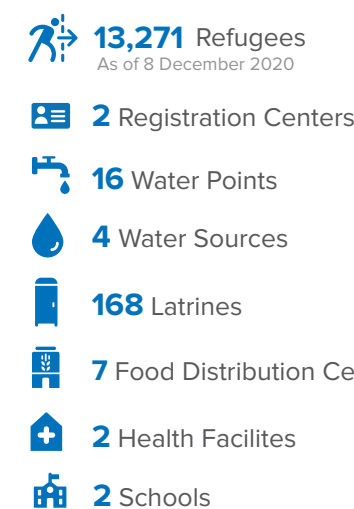 13,271 Refugees
As of 8 December 2020
2 Registration Centers
16 Water Points
4 Water Sources
168 Latrines
7 Food Distribution Ce
2 Health Facilites
2 Schools